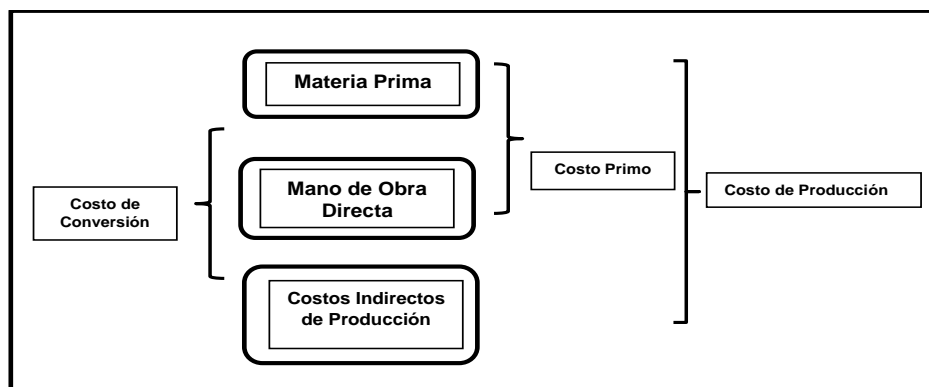 Materia Prima
Costo Primo
Mano de Obra
Directa
Costo de Producción
Costo de
Conversión
Costos Indirectos
de Producción